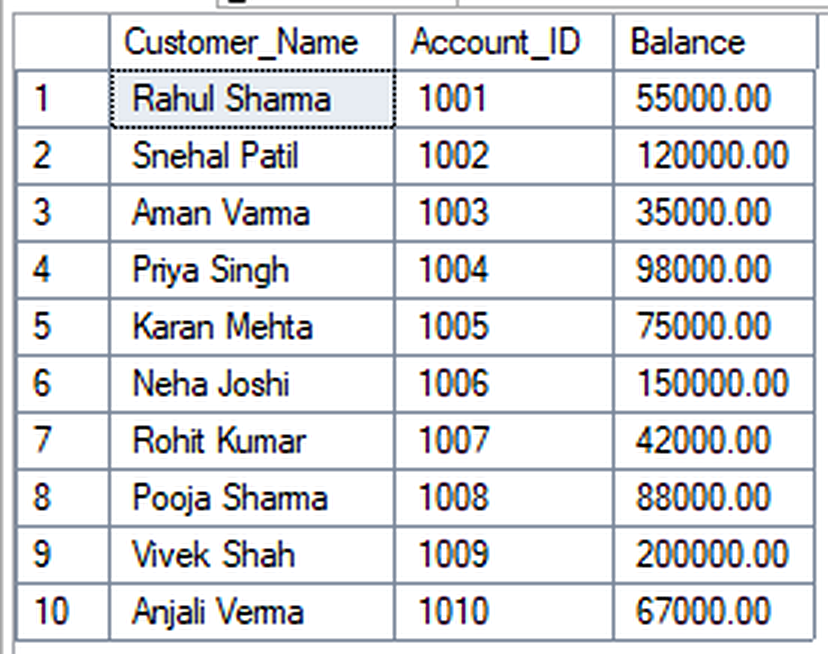 Customer_Name Account_ID Balance
1 Rahul Sharma 1001 55000.00
2 Snehal Patil 1002 120000.00
3 Aman Varma 1003 35000.00
4 Priya Singh 1004 98000.00
5 Karan Mehta 1005 75000.00
6 Neha Joshi 1006 150000.00
7 Rohit Kumar 1007 42000.00
8 Pooja Sharma 1008 88000.00
9 Vivek Shah 1009 200000.00
10 Anjali Verma 1010 67000.00